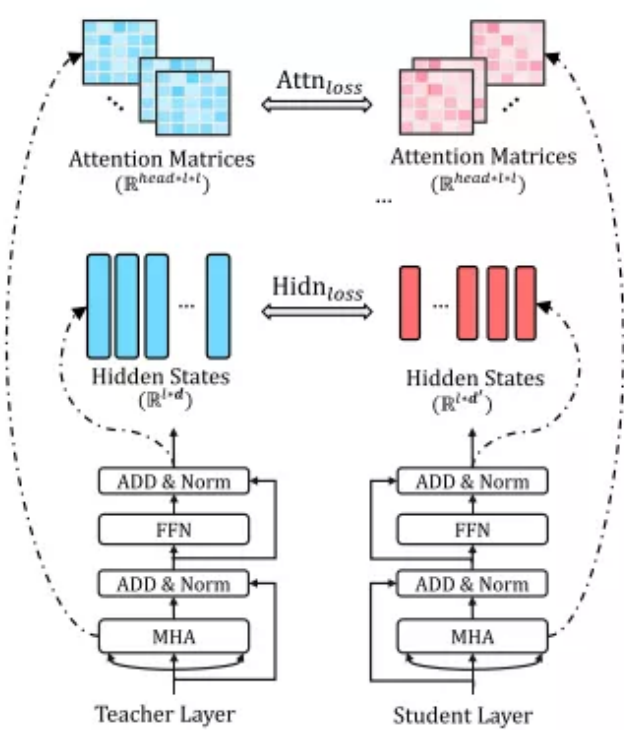 Attn_loss
Attention Matrices
(ℝ^head∗l∗l)
Attention Matrices
(ℝ^head∗l∗l)
...
Hidn_loss
...
...
Hidden States
(ℝ^l∗d)
Hidden States
(ℝ^l∗d′)
ADD & Norm
FFN
ADD & Norm
MHA
Teacher Layer
ADD & Norm
FFN
ADD & Norm
MHA
Student Layer